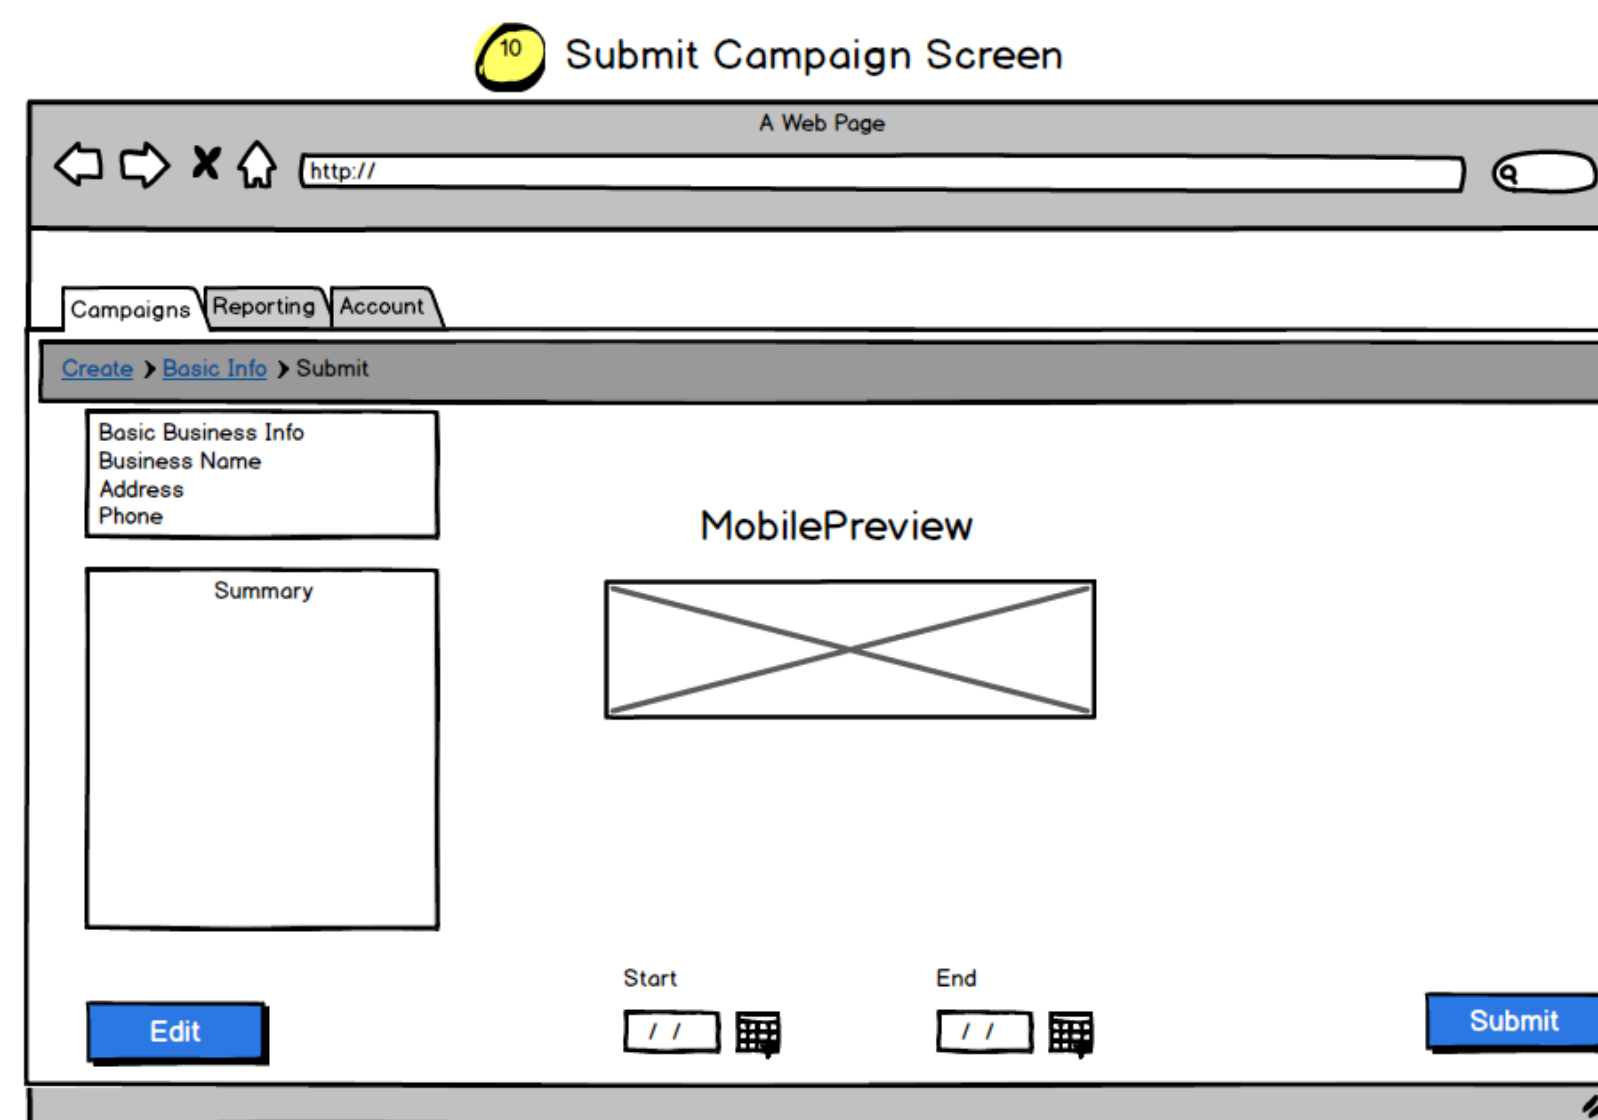 10
Submit Campaign Screen
A Web Page
http://
Campaigns Reporting Account
Create Basic Info Submit
Basic Business Info
Business Name
Address
Phone
MobilePreview
Summary
Start End
/ / / /
Edit Submit